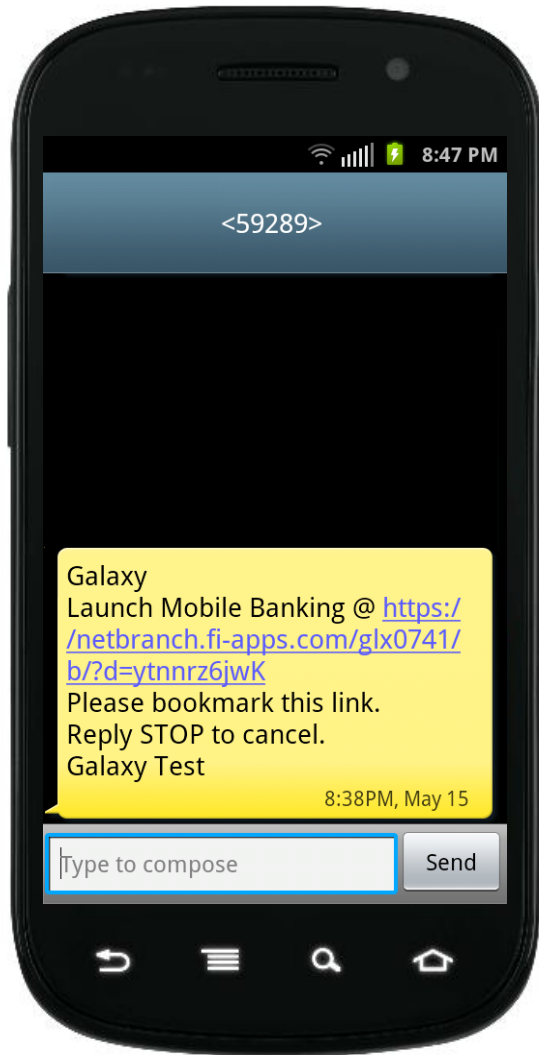 8:47 PM
<59289>
Galaxy
Launch Mobile Banking @ https:/
/netbranch.fi-apps.com/glx0741/
b/?d=ytnnrz6jwK
Please bookmark this link.
Reply STOP to cancel.
Galaxy Test
8:38PM, May 15
Type to compose
Send